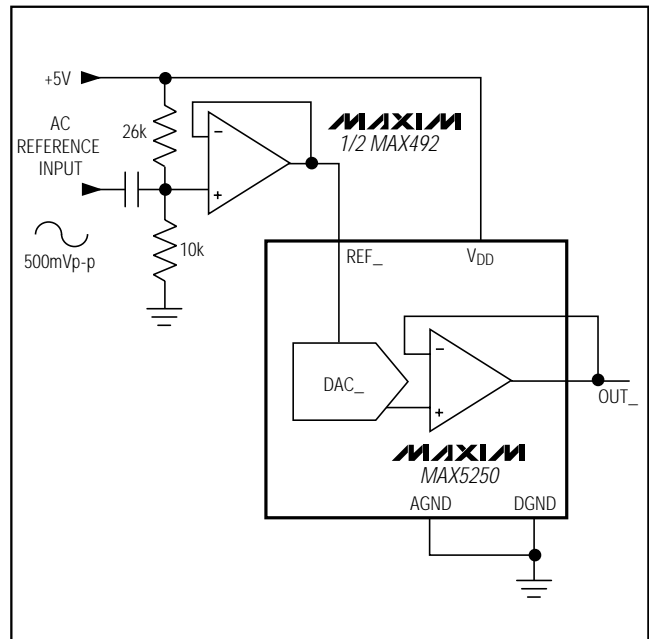 +5V
AC
REFERENCE
INPUT
26k
−
+
MAXIM
1/2 MAX492
500mVp-p
10k
REF_
VDD
DAC_
−
+
OUT_
MAXIM
MAX5250
AGND DGND